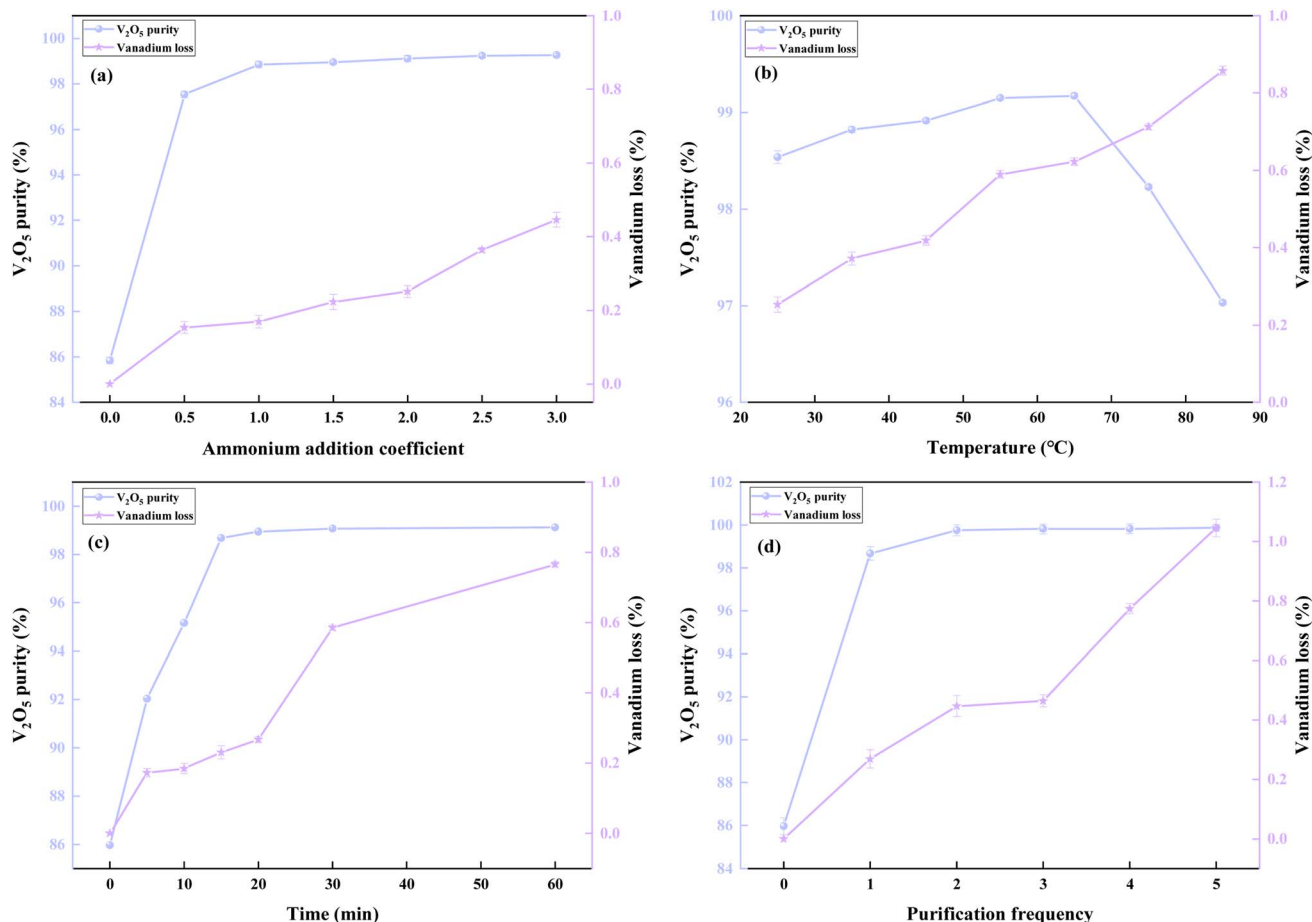 V₂O₅ purity
Vanadium loss
(a)
100
98
96
94
92
90
88
86
84
V₂O₅ purity (%)
1.0
0.8
0.6
0.4
0.2
0.0
Vanadium loss (%)
0.0 0.5 1.0 1.5 2.0 2.5 3.0
Ammonium addition coefficient
V₂O₅ purity
Vanadium loss
(b)
100
99
98
97
96
V₂O₅ purity (%)
1.0
0.8
0.6
0.4
0.2
0.0
Vanadium loss (%)
20 30 40 50 60 70 80 90
Temperature (℃)
V₂O₅ purity
Vanadium loss
(c)
100
98
96
94
92
90
88
86
V₂O₅ purity (%)
1.0
0.8
0.6
0.4
0.2
0.0
Vanadium loss (%)
0 10 20 30 40 50 60
Time (min)
V₂O₅ purity
Vanadium loss
(d)
102
100
98
96
94
92
90
88
86
84
V₂O₅ purity (%)
1.2
1.0
0.8
0.6
0.4
0.2
0.0
Vanadium loss (%)
0 1 2 3 4 5
Purification frequency